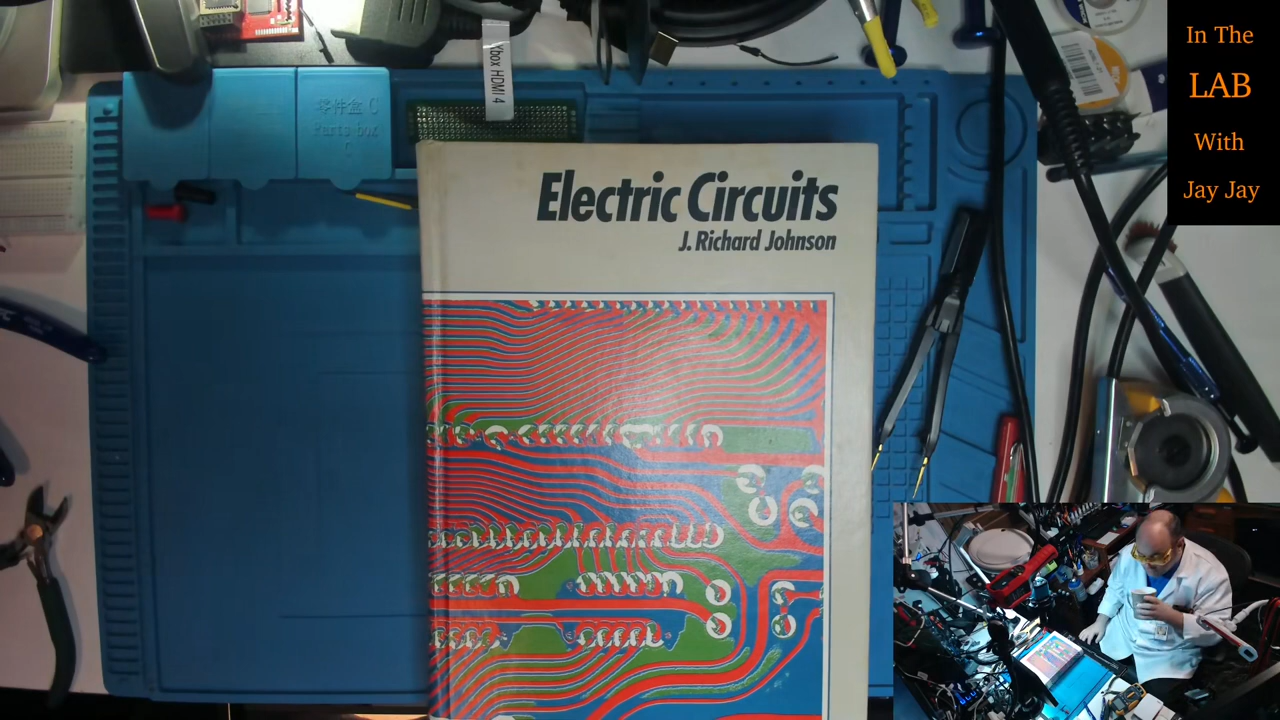 In The
LAB
With
Jay Jay
Xbox HDMI 4
零件盒 C
Parts box
C
Electric Circuits
J. Richard Johnson